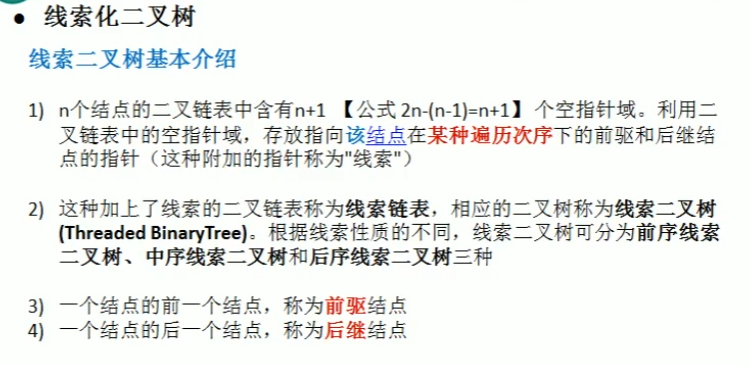 ● 线索化二叉树
线索二叉树基本介绍
1) n个结点的二叉链表中含有n+1 【公式 2n-(n-1)=n+1】 个空指针域。利用二
叉链表中的空指针域，存放指向该结点在某种遍历次序下的前驱和后继结
点的指针（这种附加的指针称为"线索"）
2) 这种加上了线索的二叉链表称为线索链表，相应的二叉树称为线索二叉树
(Threaded BinaryTree)。根据线索性质的不同，线索二叉树可分为前序线索
二叉树、中序线索二叉树和后序线索二叉树三种
3) 一个结点的前一个结点，称为前驱结点
4) 一个结点的后一个结点，称为后继结点